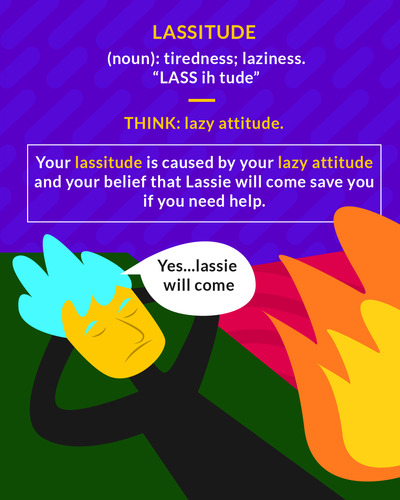 LASSITUDE
(noun): tiredness; laziness.
“LASS ih tude”
THINK: lazy attitude.
Your lassitude is caused by your lazy attitude
and your belief that Lassie will come save you
if you need help.
Yes...lassie
will come